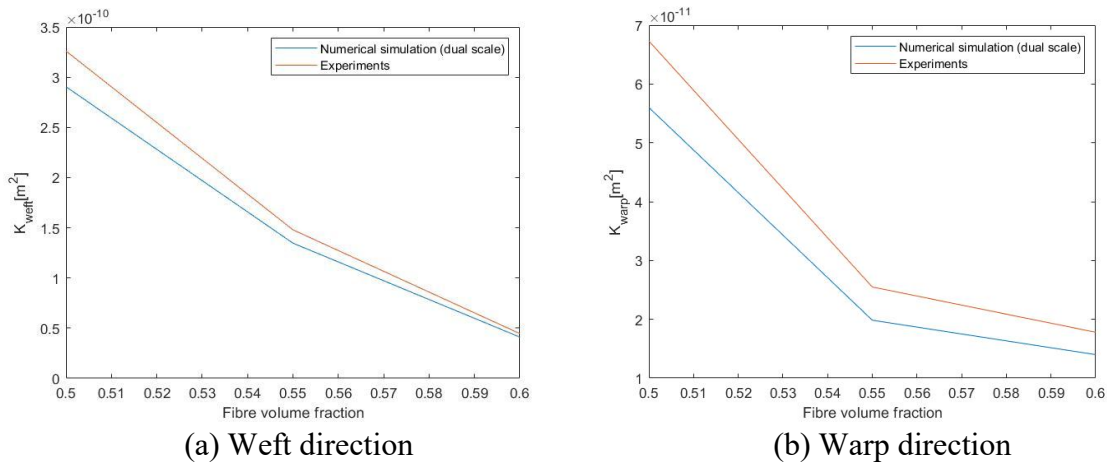 ×10⁻¹⁰
3.5
3
2.5
2
1.5
1
0.5
0
K_weft[m²]
Numerical simulation (dual scale)
Experiments
0.5 0.51 0.52 0.53 0.54 0.55 0.56 0.57 0.58 0.59 0.6
Fibre volume fraction
(a) Weft direction
×10⁻¹¹
7
6
5
4
3
2
1
K_warp[m²]
Numerical simulation (dual scale)
Experiments
0.5 0.51 0.52 0.53 0.54 0.55 0.56 0.57 0.58 0.59 0.6
Fibre volume fraction
(b) Warp direction